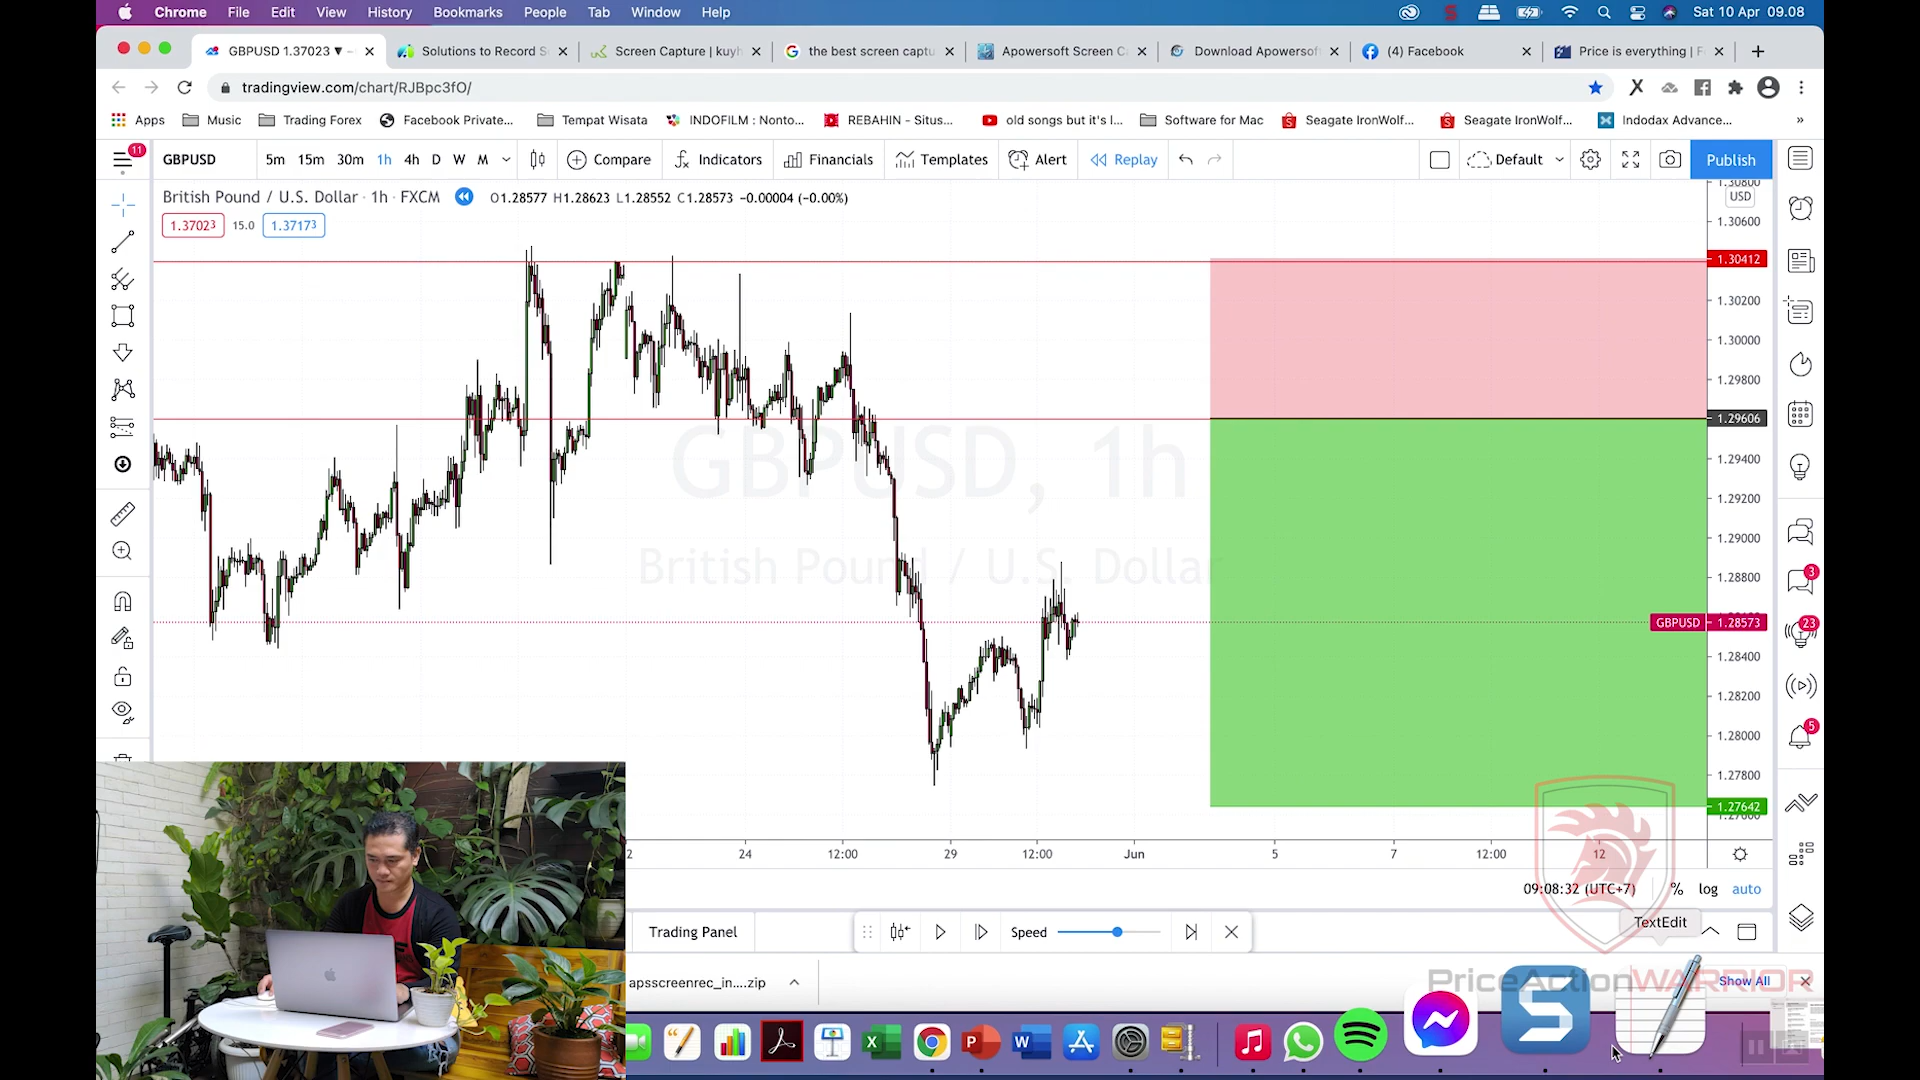 Chrome File Edit View History Bookmarks People Tab Window Help Sat 10 Apr 09.08
GBPUSD 1.37023 ▼ Solutions to Record S Screen Capture | kuyh the best screen captu Apowersoft Screen C Download Apowersof (4) Facebook Price is everything | F
tradingview.com/chart/RJBpc3fO/
Apps Music Trading Forex Facebook Private... Tempat Wisata INDOFILM : Nonto... REBAHIN - Situs... old songs but it's l... Software for Mac Seagate IronWolf... Seagate IronWolf... Indodax Advance... »
11
GBPUSD 5m 15m 30m 1h 4h D W M Compare Indicators Financials Templates Alert Replay Default Publish
British Pound / U.S. Dollar · 1h · FXCM O1.28577 H1.28623 L1.28552 C1.28573 −0.00004 (−0.00%)
1.37023 15.0 1.37173
USD
1.30600
1.30412
1.30200
1.30000
1.29800
1.29606
1.29400
1.29200
1.29000
1.28800
GBPUSD 1.28573
1.28400
1.28200
1.28000
1.27800
1.27642
GBPUSD, 1h
British Pound / U.S. Dollar
3
23
5
24 12:00 29 12:00 Jun 5 7 12:00 12
09:08:32 (UTC+7) % log auto
TextEdit
Trading Panel Speed
apsscreenrec_in....zip
PriceActionWARRIOR
Show All